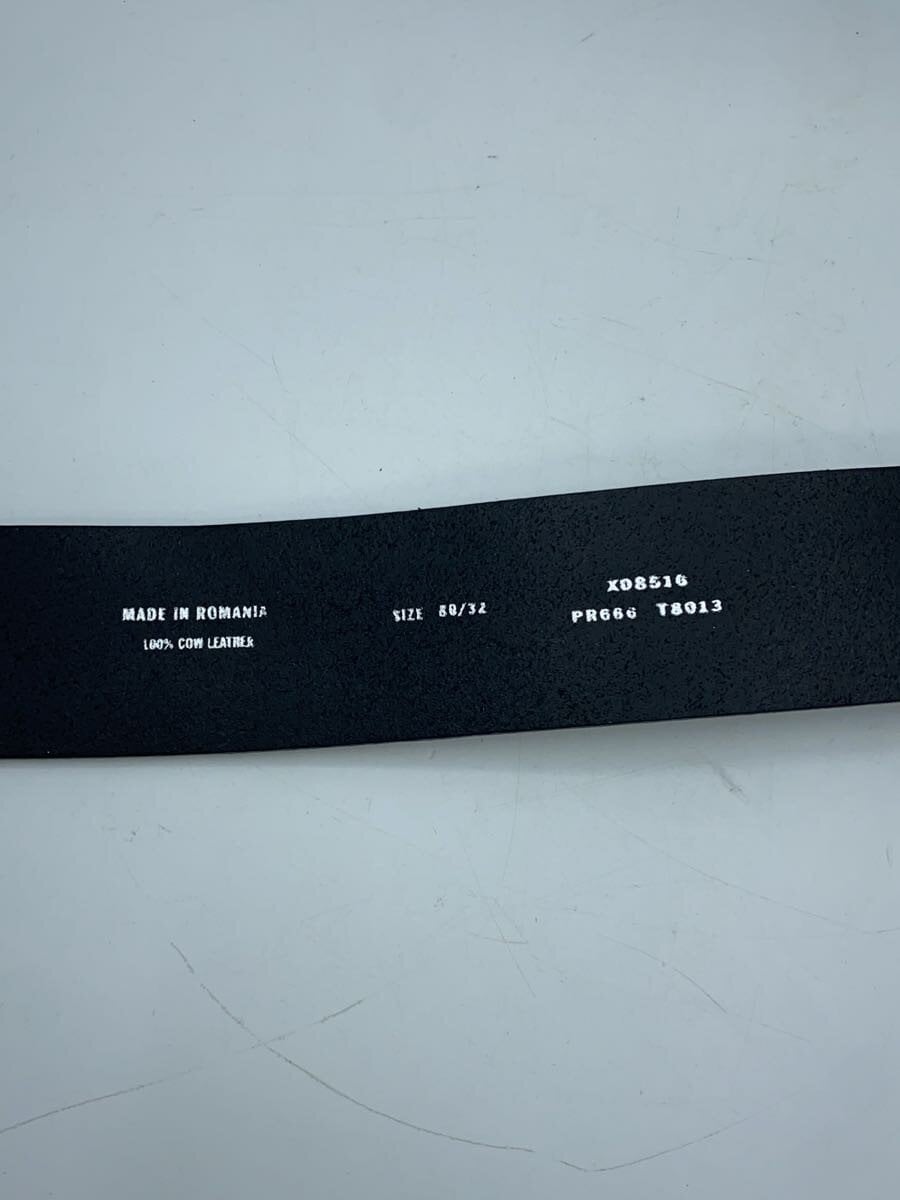 MADE IN ROMANIA
100% COW LEATHER
SIZE 80/32
X08516
PR666 T8013